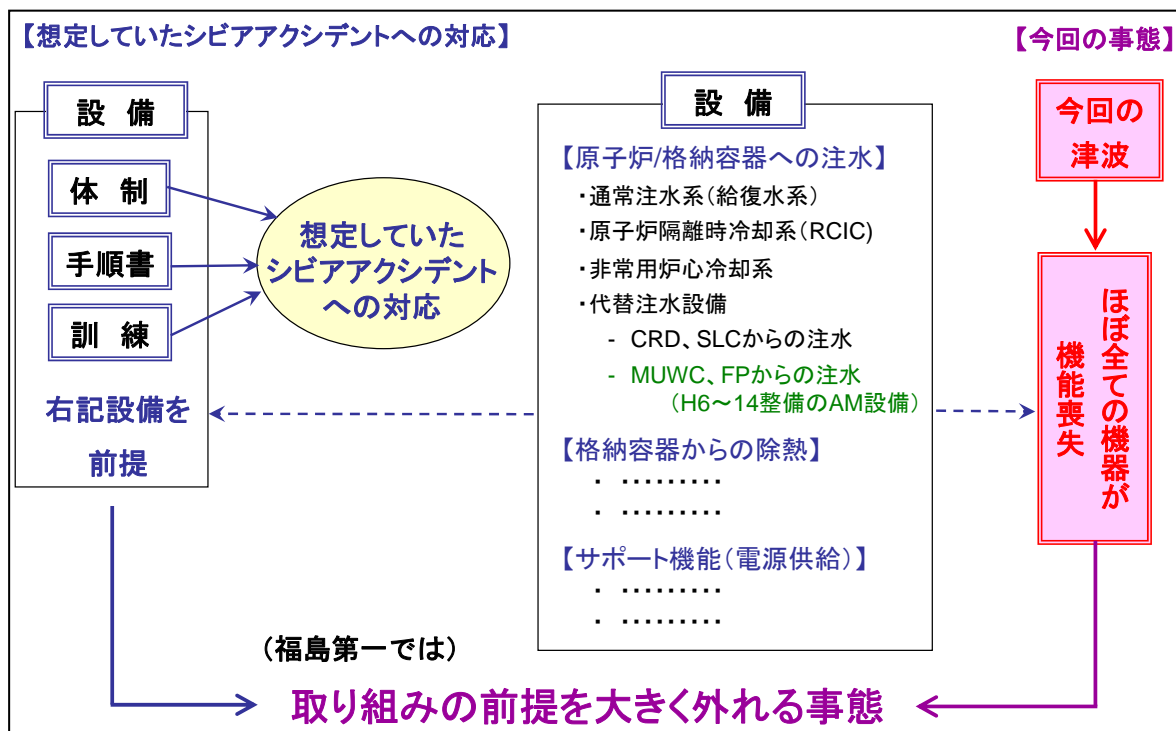 【想定していたシビアアクシデントへの対応】
【今回の事態】
設 備
体 制
手順書
訓 練
右記設備を
前提
想定していた
シビアアクシデント
への対応
設 備
【原子炉/格納容器への注水】
・通常注水系(給復水系)
・原子炉隔離時冷却系(RCIC)
・非常用炉心冷却系
・代替注水設備
- CRD、SLCからの注水
- MUWC、FPからの注水
(H6～14整備のAM設備)
【格納容器からの除熱】
・ ・・・・・・・・・
・ ・・・・・・・・・
【サポート機能(電源供給)】
・ ・・・・・・・・・
・ ・・・・・・・・・
今回の
津波
ほぼ全ての機器が
機能喪失
(福島第一では)
取り組みの前提を大きく外れる事態